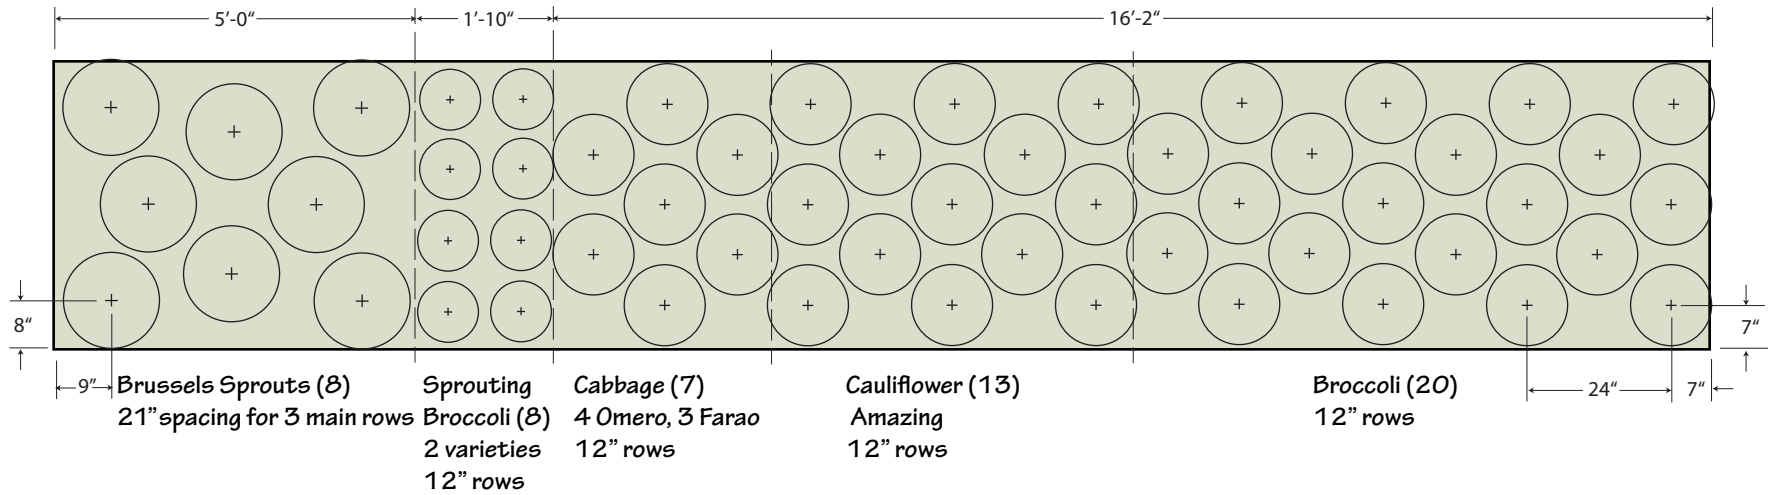 5'-0"
1'-10"
16'-2"
8"
7"
9"
24"
7"
Brussels Sprouts (8)
21" spacing for 3 main rows
Sprouting
Broccoli (8)
2 varieties
12" rows
Cabbage (7)
4 Omero, 3 Farao
12" rows
Cauliflower (13)
Amazing
12" rows
Broccoli (20)
12" rows